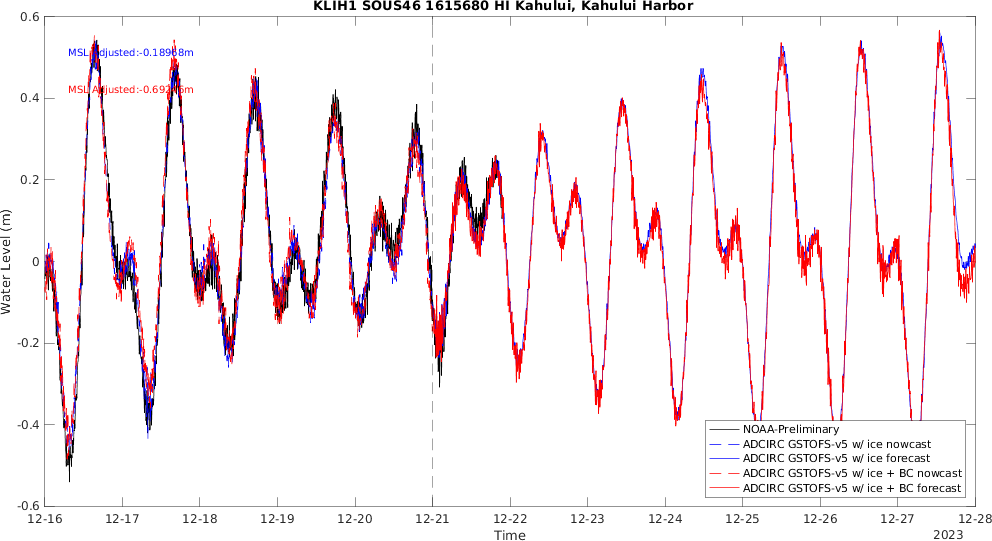 KLIH1 SOUS46 1615680 HI Kahului, Kahului Harbor
0.6
0.4
0.2
0
-0.2
-0.4
-0.6
Water Level (m)
MSL Adjusted:-0.18968m
MSL Adjusted:
NOAA-Preliminary
ADCIRC GSTOFS-v5 w/ ice nowcast
ADCIRC GSTOFS-v5 w/ ice forecast
ADCIRC GSTOFS-v5 w/ ice + BC nowcast
ADCIRC GSTOFS-v5 w/ ice + BC forecast
12-16 12-17 12-18 12-19 12-20 12-21 12-22 12-23 12-24 12-25 12-26 12-27 12-28
Time
2023